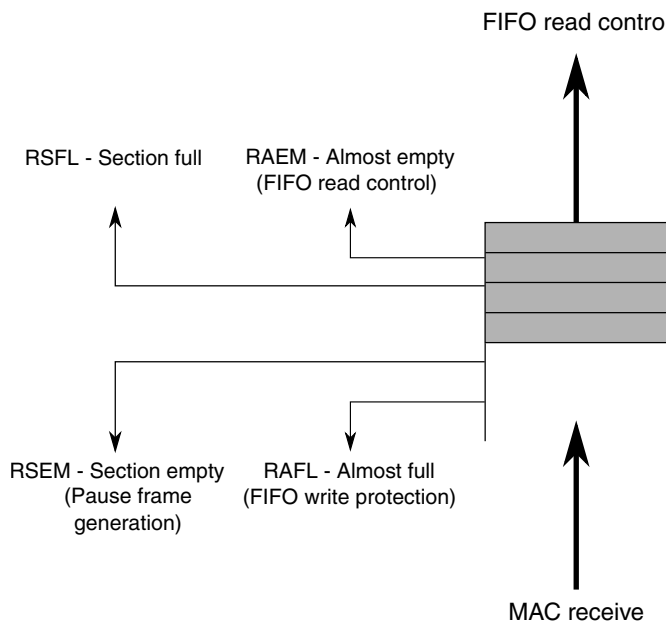 FIFO read contro
RSFL - Section full
RAEM - Almost empty
(FIFO read control)
RSEM - Section empty
(Pause frame
generation)
RAFL - Almost full
(FIFO write protection)
MAC receive